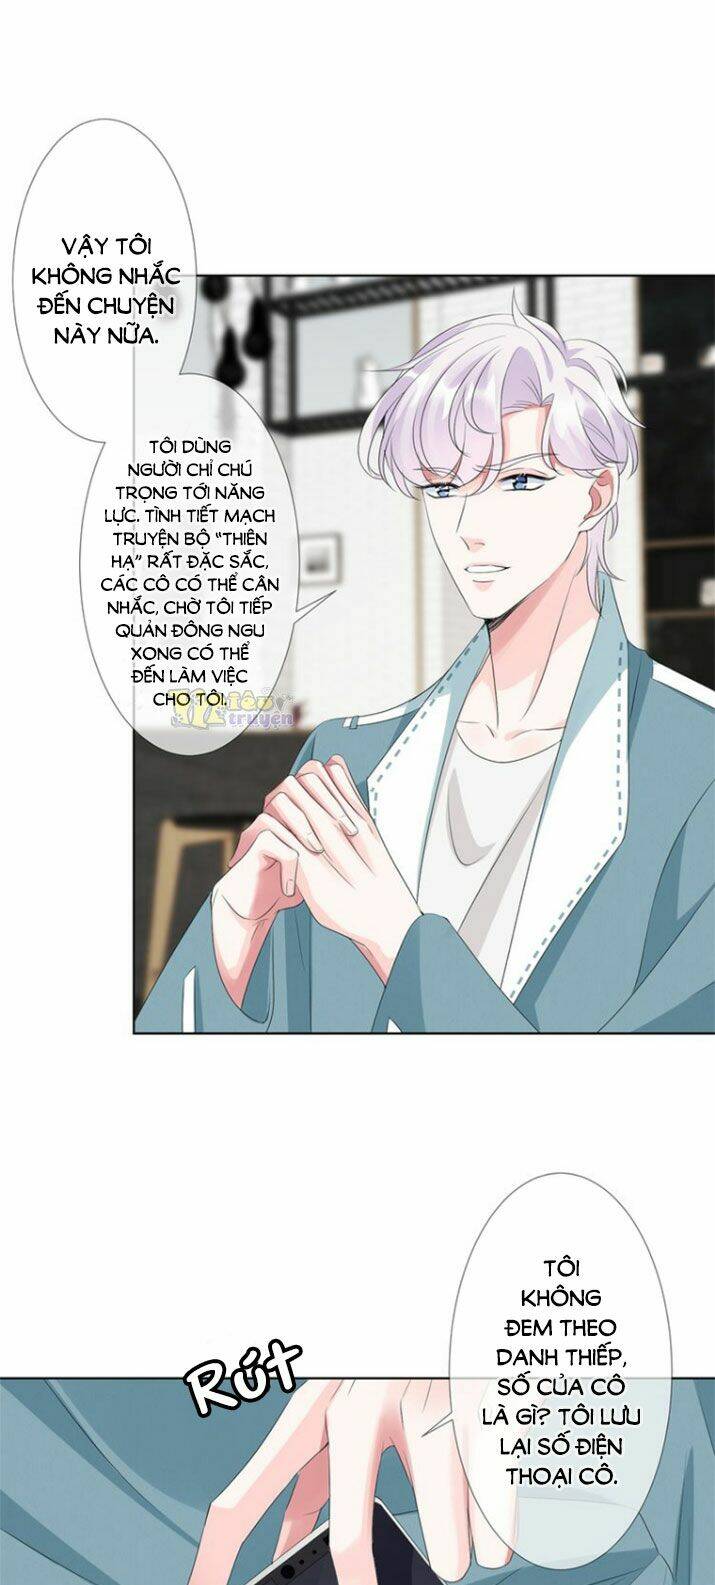 VẬY TÔI
KHÔNG NHẮC
ĐẾN CHUYỆN
NÀY NỮA.
TÔI DÙNG
NGƯỜI CHỈ CHÚ
TRỌNG TỚI NĂNG
LỰC. TÌNH TIẾT MẠCH
TRUYỆN BỘ "THIÊN
HẠ" RẤT ĐẶC SẮC,
CÁC CÔ CÓ THỂ CÂN
NHẮC, CHỜ TÔI TIẾP
QUẢN ĐÔNG NGU
XONG CÓ THỂ
ĐẾN LÀM VIỆC
CHO TÔI.
truyện
TÔI
KHÔNG
ĐEM THEO
DANH THIẾP,
SỐ CỦA CÔ
LÀ GÌ? TÔI LƯU
LẠI SỐ ĐIỆN
THOẠI CÔ.
RÚT